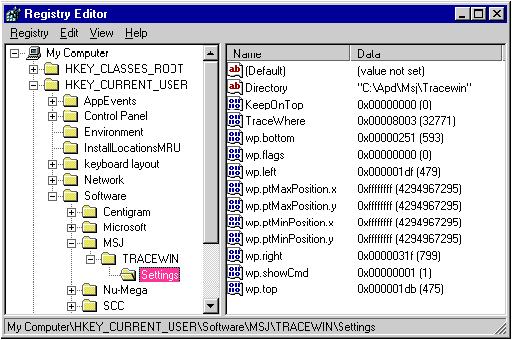 Registry Editor
Registry Edit View Help
My Computer
HKEY_CLASSES_ROOT
HKEY_CURRENT_USER
AppEvents
Control Panel
Environment
InstallLocationsMRU
keyboard layout
Network
Software
Centigram
Microsoft
MSJ
TRACEWIN
Settings
Nu-Mega
SCC
Name Data
(Default) (value not set)
Directory "C:\Apd\Msj\Tracewin"
KeepOnTop 0x00000000 (0)
TraceWhere 0x00008003 (32771)
wp.bottom 0x00000251 (593)
wp.flags 0x00000000 (0)
wp.left 0x000001df (479)
wp.ptMaxPosition.x 0xffffffff (4294967295)
wp.ptMaxPosition.y 0xffffffff (4294967295)
wp.ptMinPosition.x 0xffffffff (4294967295)
wp.ptMinPosition.y 0xffffffff (4294967295)
wp.right 0x0000031f (799)
wp.showCmd 0x00000001 (1)
wp.top 0x000001db (475)
My Computer\HKEY_CURRENT_USER\Software\MSJ\TRACEWIN\Settings